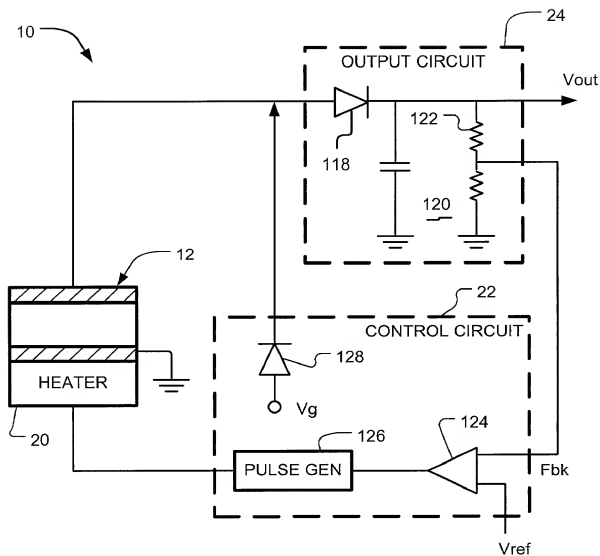 24
10
OUTPUT CIRCUIT
Vout
122
118
120
12
22
CONTROL CIRCUIT
128
HEATER
Vg
124
20
126
PULSE GEN
Fbk
Vref